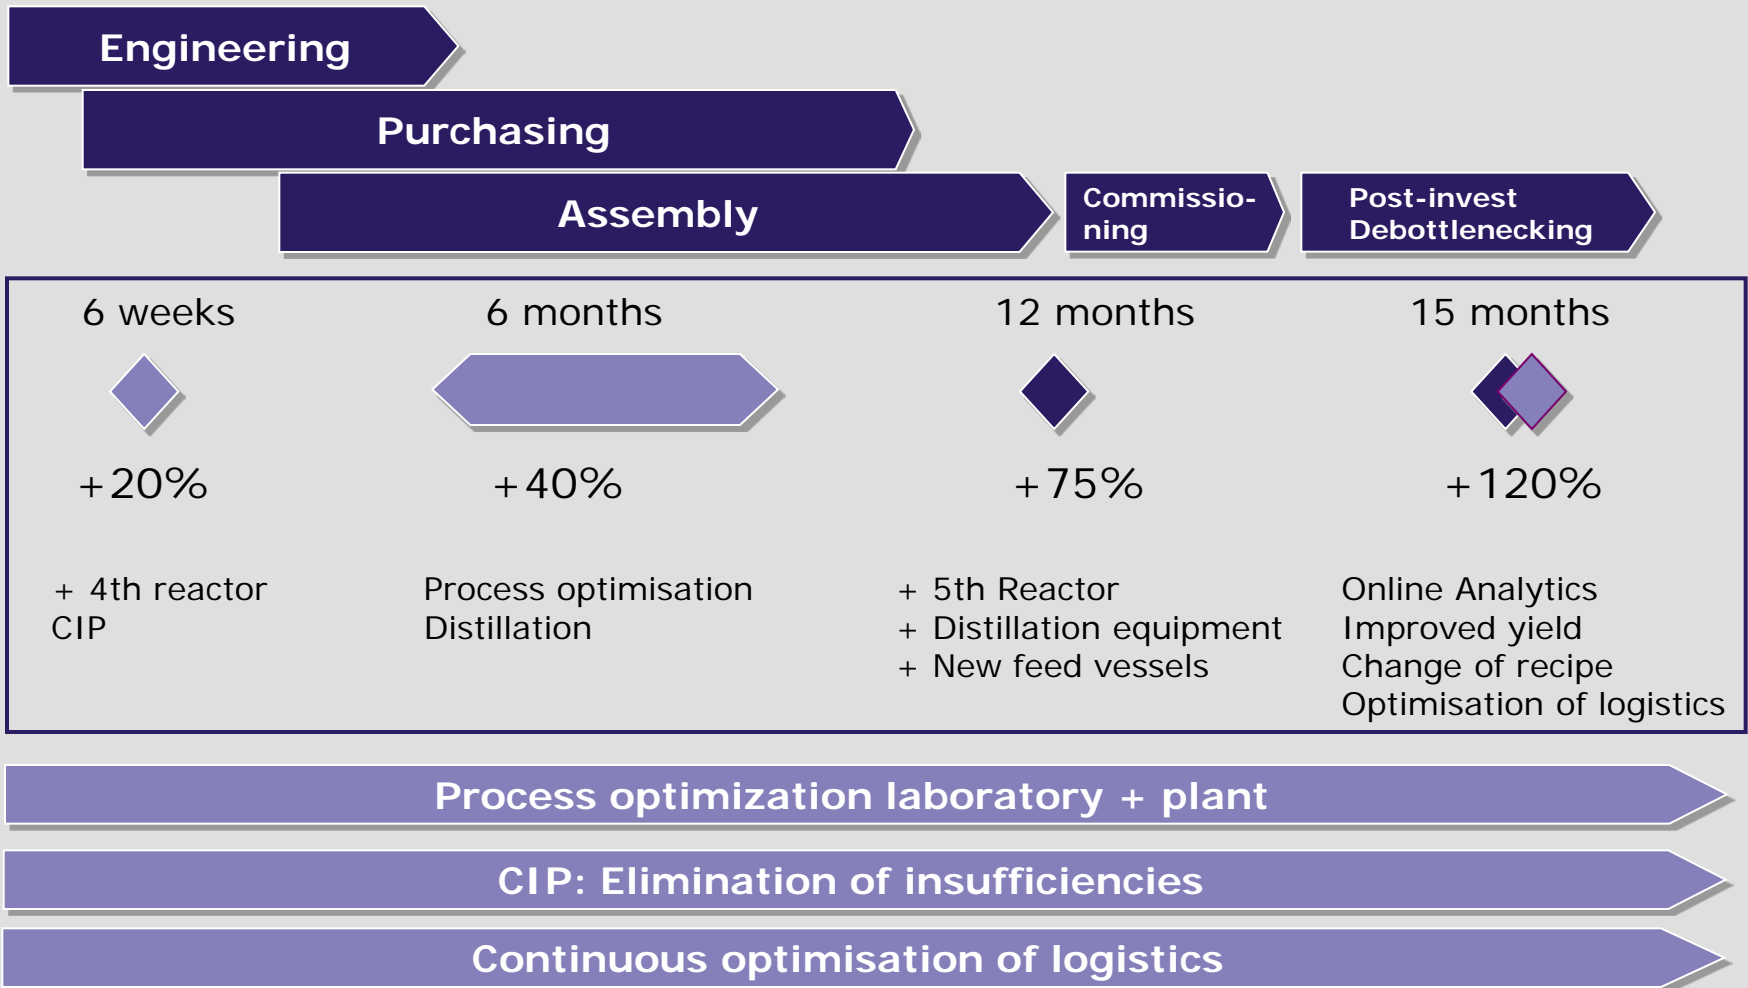 Engineering
Purchasing
Assembly
Commissio-
ning
Post-invest
Debottlenecking
6 weeks
6 months
12 months
15 months
+20%
+40%
+75%
+120%
+ 4th reactor
CIP
Process optimisation
Distillation
+ 5th Reactor
+ Distillation equipment
+ New feed vessels
Online Analytics
Improved yield
Change of recipe
Optimisation of logistics
Process optimization laboratory + plant
CIP: Elimination of insufficiencies
Continuous optimisation of logistics